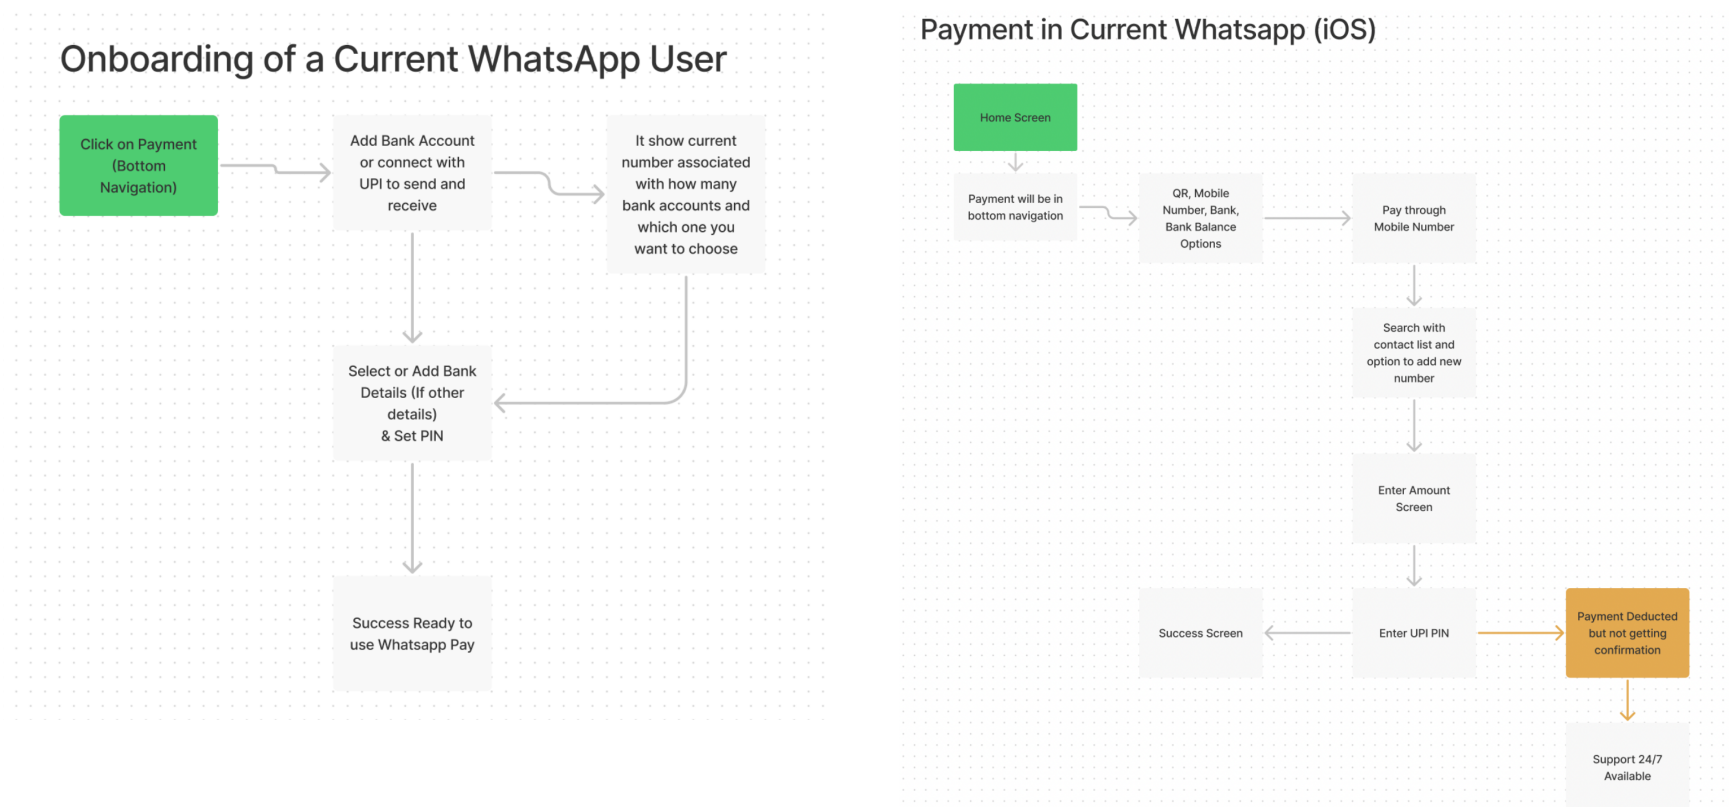 Onboarding of a Current WhatsApp User
Click on Payment
(Bottom
Navigation)
Add Bank Account
or connect with
UPI to send and
receive
It show current
number associated
with how many
bank accounts and
which one you
want to choose
Select or Add Bank
Details (If other
details)
& Set PIN
Success Ready to
use Whatsapp Pay
Payment in Current Whatsapp (iOS)
Home Screen
Payment will be in
bottom navigation
QR, Mobile
Number, Bank,
Bank Balance
Options
Pay through
Mobile Number
Search with
contact list and
option to add new
number
Enter Amount
Screen
Success Screen
Enter UPI PIN
Payment Deducted
but not getting
confirmation
Support 24/7
Available